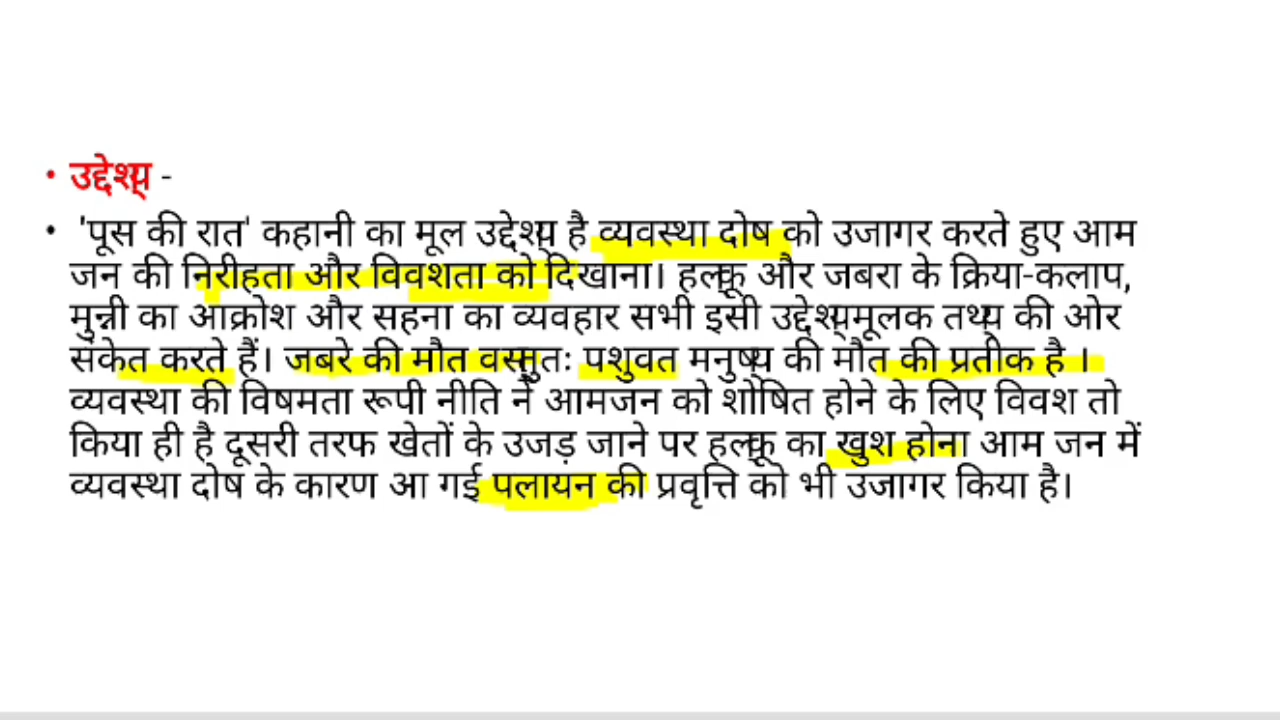 • उद्देश्य -
• 'पूस की रात' कहानी का मूल उद्देश्य है व्यवस्था दोष को उजागर करते हुए आम
जन की निरीहता और विवशता को दिखाना। हल्कू और जबरा के क्रिया-कलाप,
मुन्नी का आक्रोश और सहना का व्यवहार सभी इसी उद्देश्यमूलक तथ्य की ओर
संकेत करते हैं। जबरे की मौत वस्तुतः पशुवत मनुष्य की मौत की प्रतीक है ।
व्यवस्था की विषमता रूपी नीति ने आमजन को शोषित होने के लिए विवश तो
किया ही है दूसरी तरफ खेतों के उजड़ जाने पर हल्कू का खुश होना आम जन में
व्यवस्था दोष के कारण आ गई पलायन की प्रवृत्ति को भी उजागर किया है।